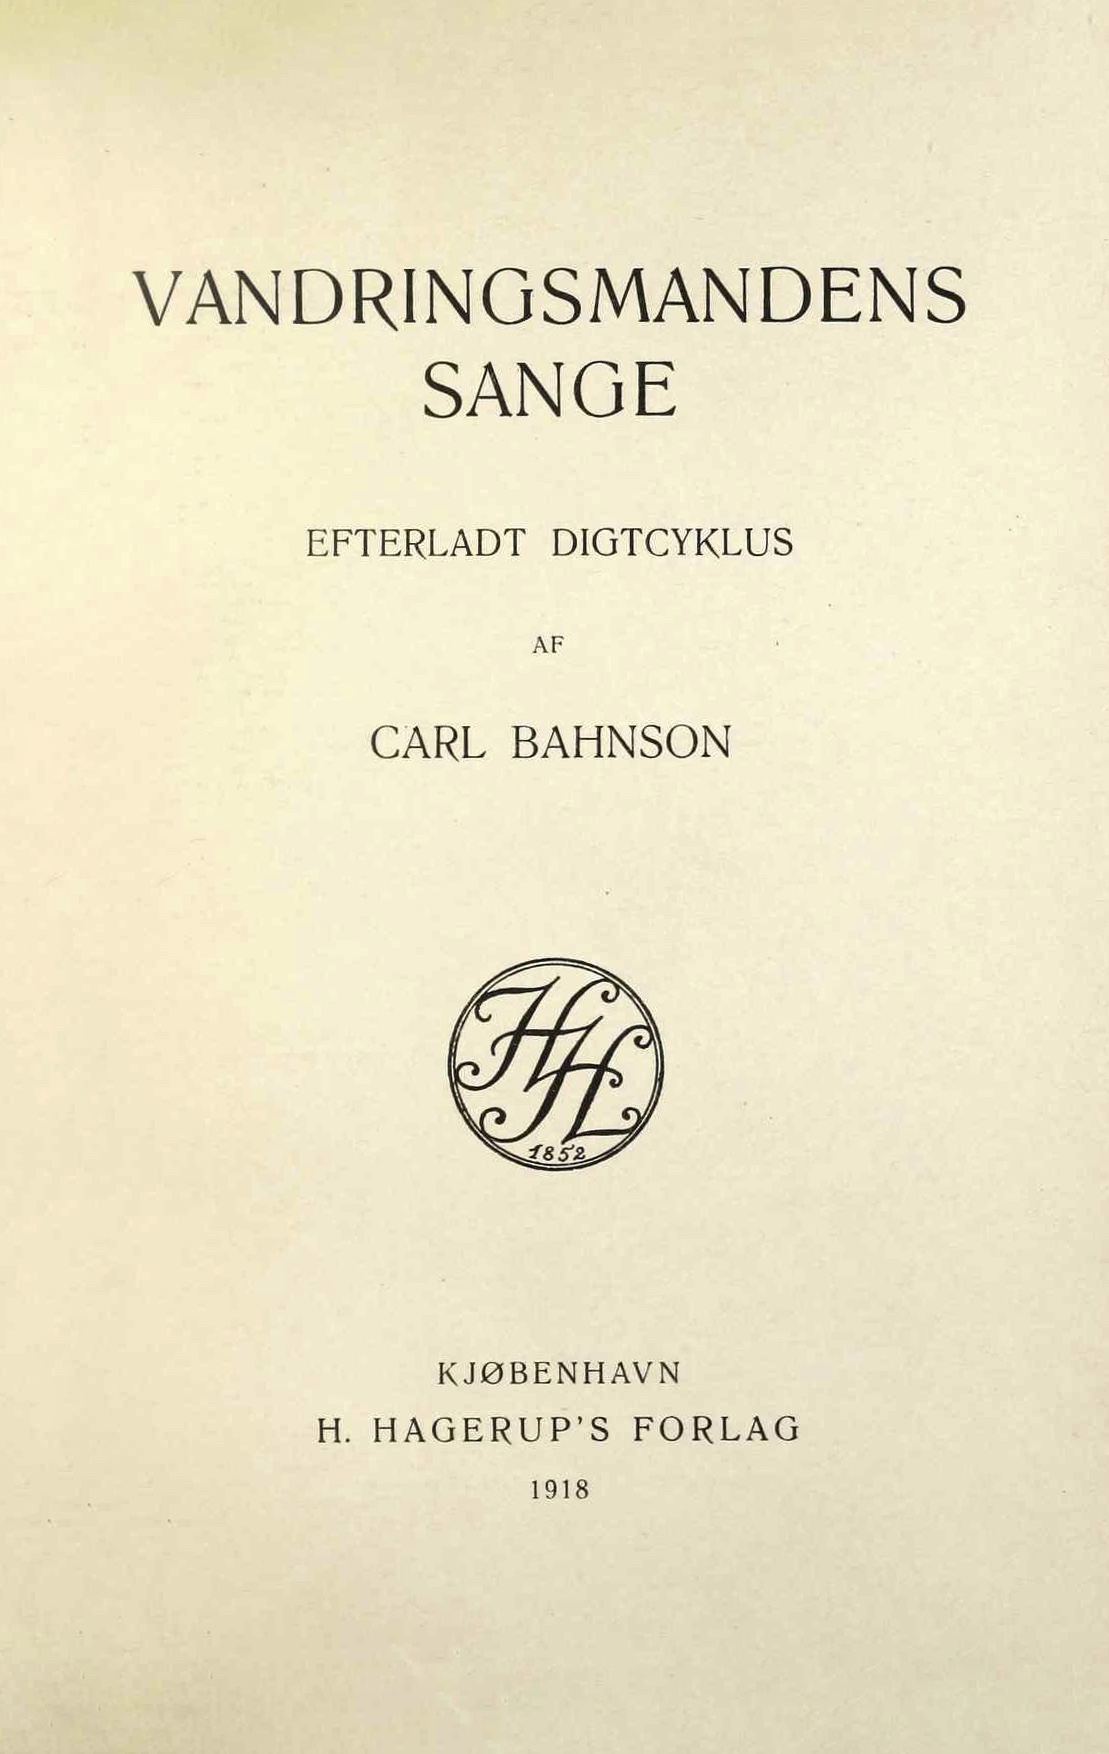 VANDRINGSMANDENS
SANGE
EFTERLADT DIGTCYKLUS
AF
CARL BAHNSON
HH
1852
KJØBENHAVN
H. HAGERUP'S FORLAG
1918